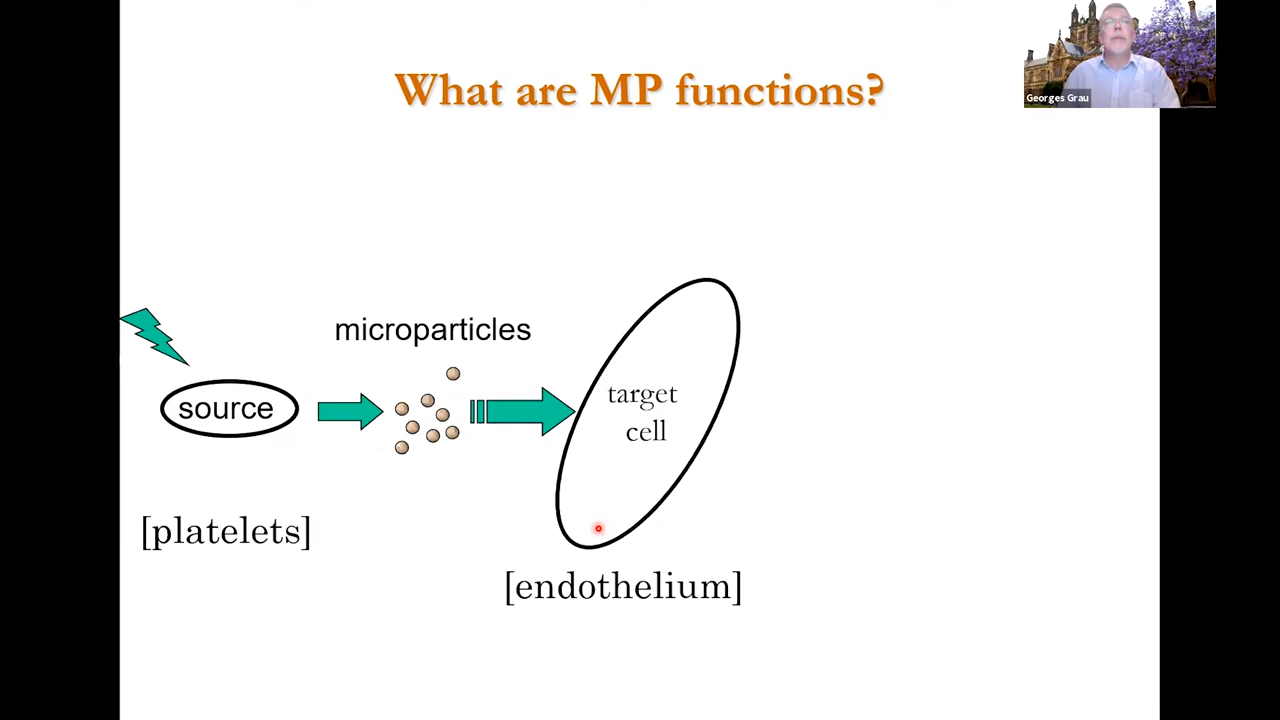 What are MP functions?
Georges Grau
microparticles
source
target
cell
[platelets]
[endothelium]